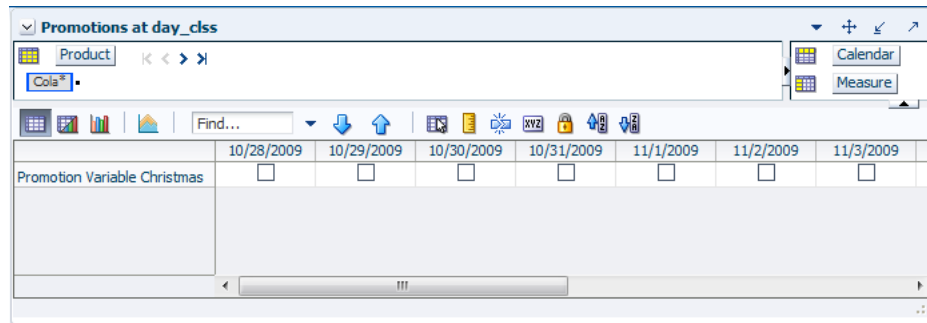 Promotions at day_clss
Product
Calendar
Cola*
Measure
Find...
XYZ
A Z
Z A
10/28/2009 10/29/2009 10/30/2009 10/31/2009 11/1/2009 11/2/2009 11/3/2009
Promotion Variable Christmas